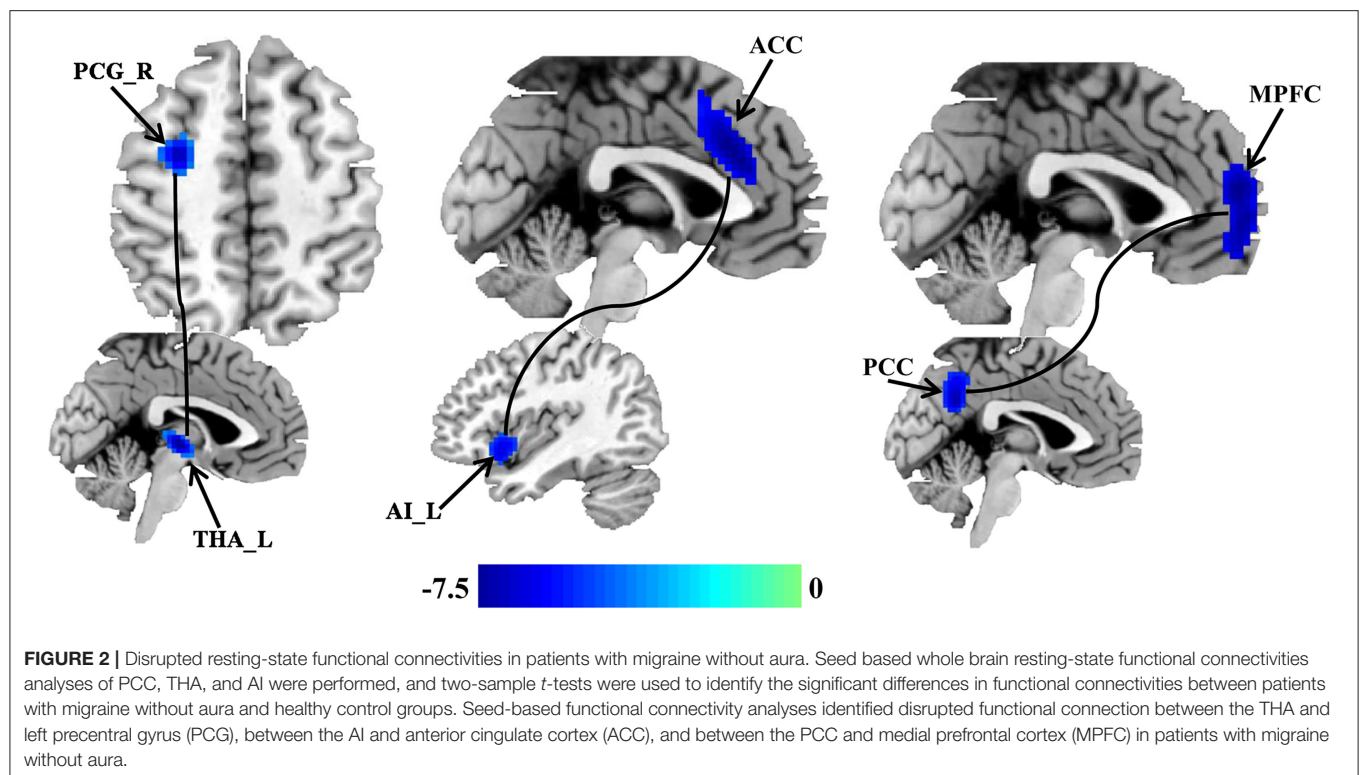 ACC
PCG_R
MPFC
PCC
AI_L
THA_L
-7.5 0
FIGURE 2 | Disrupted resting-state functional connectivities in patients with migraine without aura. Seed based whole brain resting-state functional connectivities
analyses of PCC, THA, and AI were performed, and two-sample t-tests were used to identify the significant differences in functional connectivities between patients
with migraine without aura and healthy control groups. Seed-based functional connectivity analyses identified disrupted functional connection between the THA and
left precentral gyrus (PCG), between the AI and anterior cingulate cortex (ACC), and between the PCC and medial prefrontal cortex (MPFC) in patients with migraine
without aura.